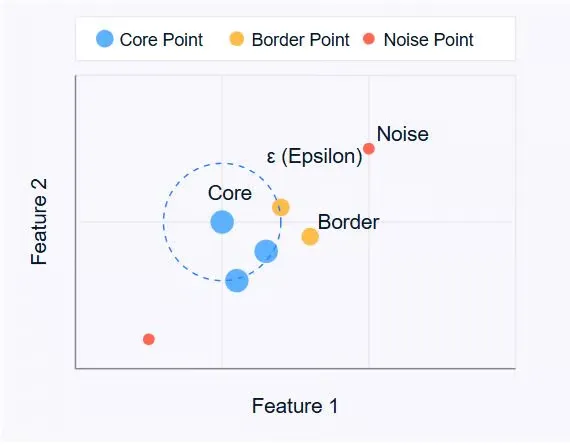 Core Point Border Point Noise Point
Noise
ε (Epsilon)
Core
Border
Feature 2
Feature 1